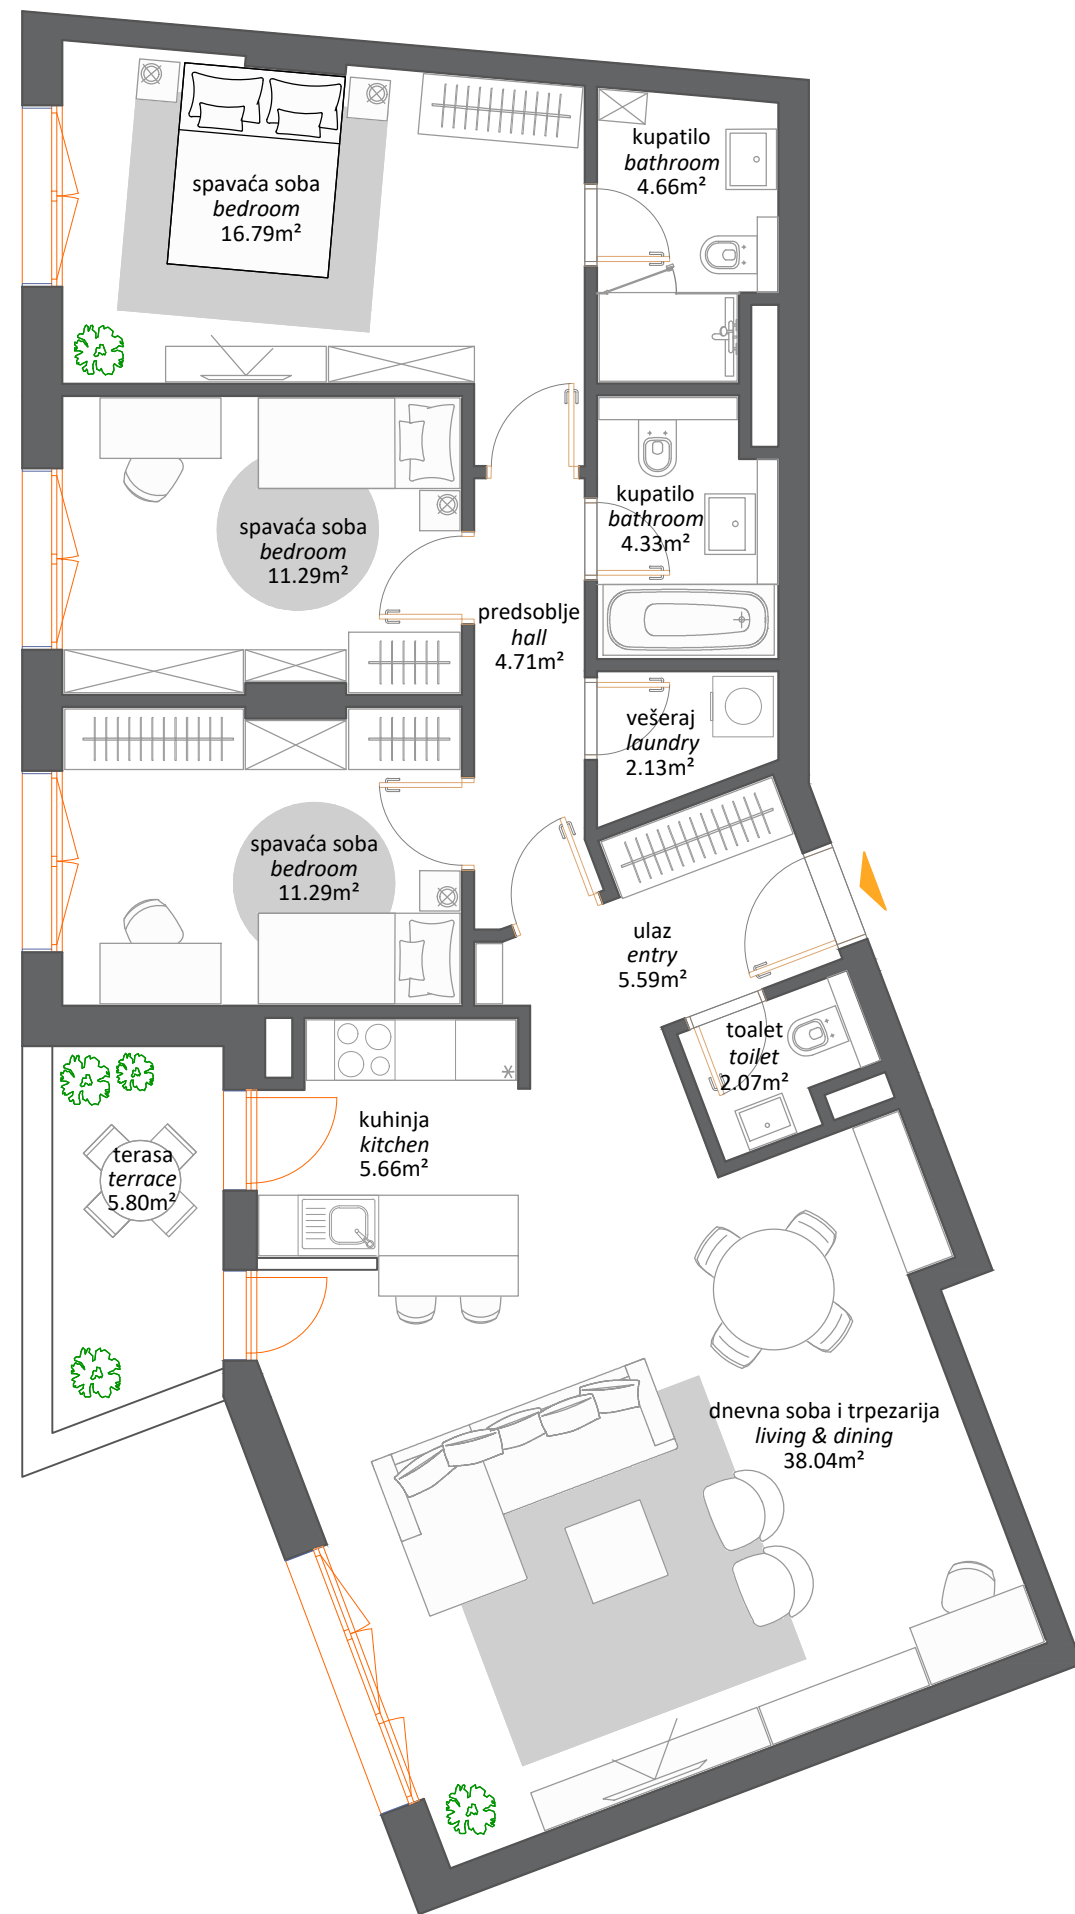 spavaća soba
bedroom
16.79m²
kupatilo
bathroom
4.66m²
spavaća soba
bedroom
11.29m²
kupatilo
bathroom
4.33m²
predsoblje
hall
4.71m²
vešeraj
laundry
2.13m²
spavaća soba
bedroom
11.29m²
ulaz
entry
5.59m²
toalet
toilet
2.07m²
kuhinja
kitchen
5.66m²
terasa
terrace
5.80m²
dnevna soba i trpezarija
living & dining
38.04m²